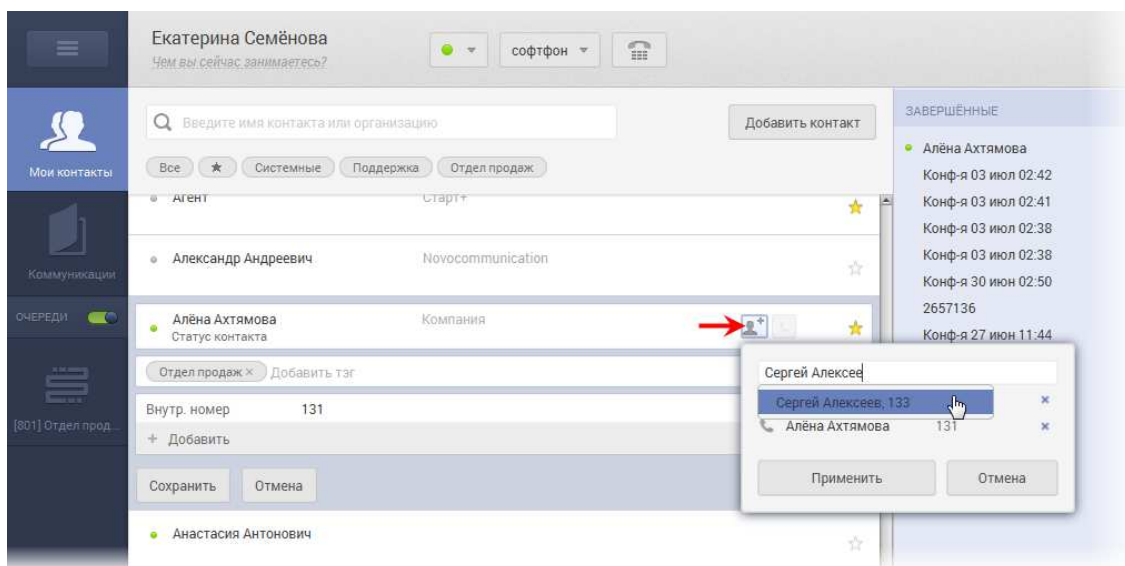 Екатерина Семёнова
Чем вы сейчас занимаетесь?
софтфон
Мои контакты
Коммуникации
ОЧЕРЕДИ
[801] Отдел прод...
Введите имя контакта или организацию
Добавить контакт
Все
★
Системные
Поддержка
Отдел продаж
Агент
Старт+
Александр Андреевич
Novocommunication
Алёна Ахтямова
Компания
Статус контакта
Отдел продаж ×
Добавить тэг
Внутр. номер 131
+ Добавить
Сохранить
Отмена
Анастасия Антонович
Сергей Алексее
Сергей Алексеев, 133
Алёна Ахтямова 131
Применить
Отмена
ЗАВЕРШЁННЫЕ
Алёна Ахтямова
Конф-я 03 июл 02:42
Конф-я 03 июл 02:41
Конф-я 03 июл 02:38
Конф-я 03 июл 02:38
Конф-я 30 июн 02:50
2657136
Конф-я 27 июн 11:44